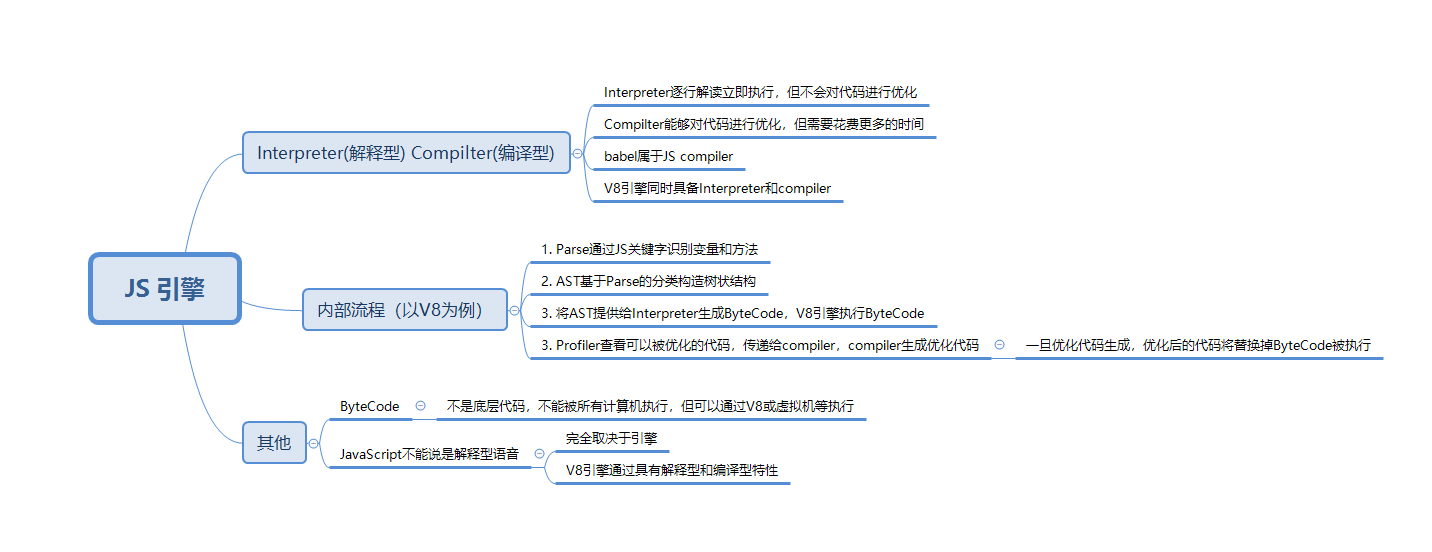 JS 引擎
Interpreter(解释型) Compilter(编译型)
Interpreter逐行解读立即执行，但不会对代码进行优化
Compilter能够对代码进行优化，但需要花费更多的时间
babel属于JS compiler
V8引擎同时具备Interpreter和compiler
内部流程（以V8为例）
1. Parse通过JS关键字识别变量和方法
2. AST基于Parse的分类构造树状结构
3. 将AST提供给Interpreter生成ByteCode，V8引擎执行ByteCode
3. Profiler查看可以被优化的代码，传递给compiler，compiler生成优化代码
一旦优化代码生成，优化后的代码将替换掉ByteCode被执行
其他
ByteCode
不是底层代码，不能被所有计算机执行，但可以通过V8或虚拟机等执行
JavaScript不能说是解释型语音
完全取决于引擎
V8引擎通过具有解释型和编译型特性